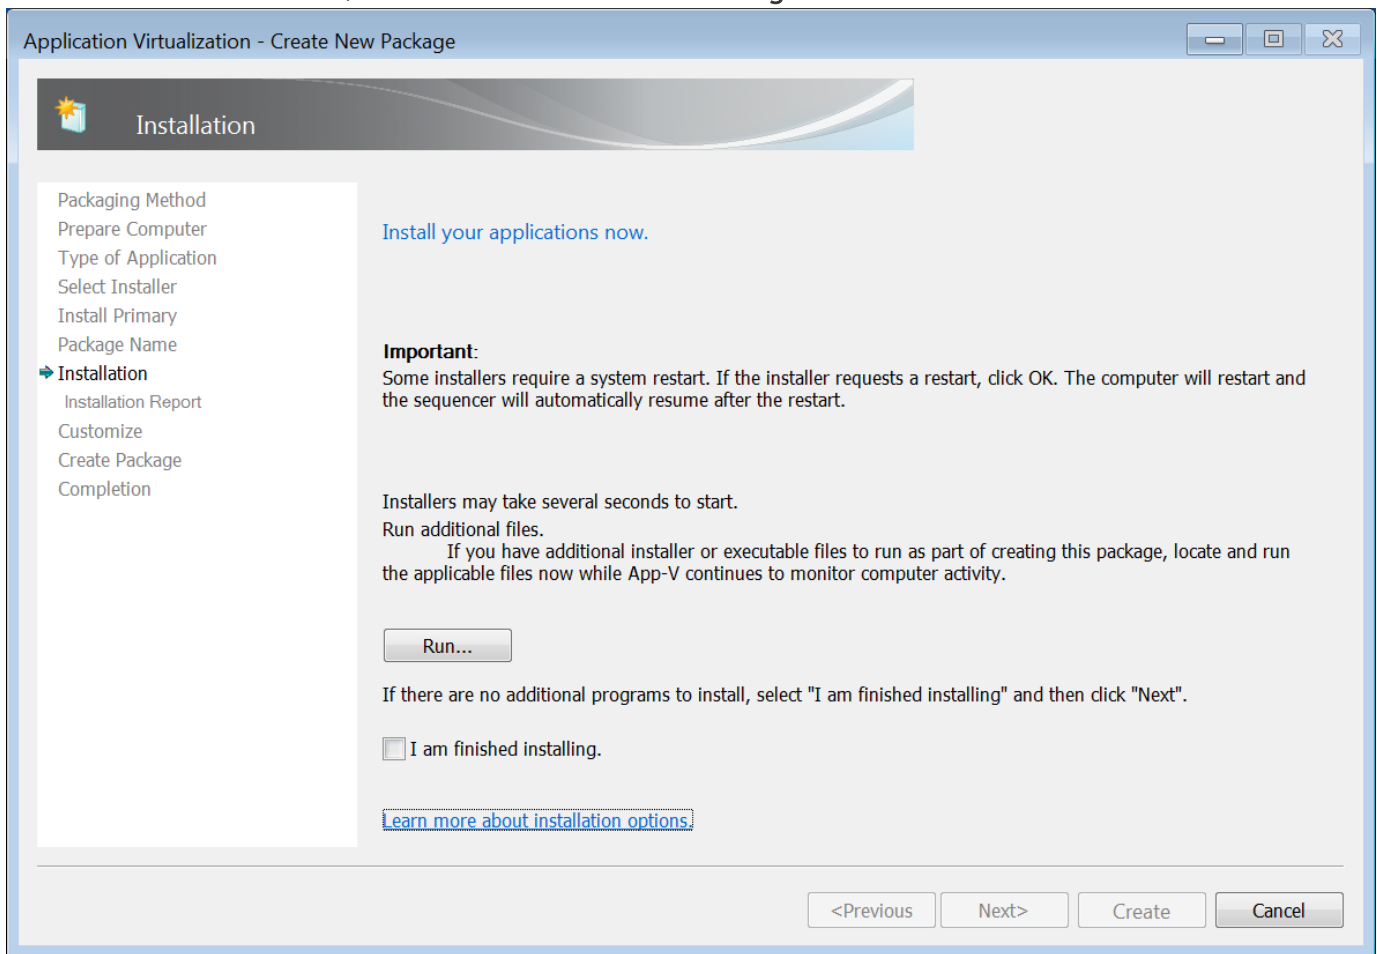 Application Virtualization - Create New Package
Installation
Packaging Method
Prepare Computer
Type of Application
Select Installer
Install Primary
Package Name
Installation
Installation Report
Customize
Create Package
Completion
Install your applications now.
Important:
Some installers require a system restart. If the installer requests a restart, click OK. The computer will restart and
the sequencer will automatically resume after the restart.
Installers may take several seconds to start.
Run additional files.
If you have additional installer or executable files to run as part of creating this package, locate and run
the applicable files now while App-V continues to monitor computer activity.
Run...
If there are no additional programs to install, select "I am finished installing" and then click "Next".
I am finished installing.
Learn more about installation options.
<Previous
Next>
Create
Cancel